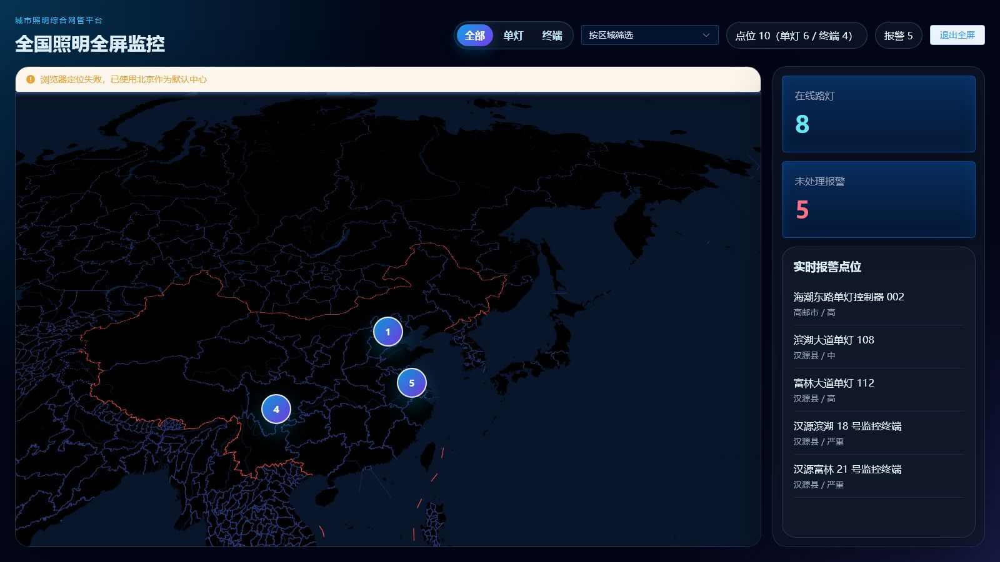 城市照明综合网管平台
全国照明全屏监控
全部 单灯 终端 按区域筛选 点位 10（单灯 6 / 终端 4） 报警 5 退出全屏
浏览器定位失败，已使用北京作为默认中心
1
5
4
在线路灯
8
未处理报警
5
实时报警点位
海潮东路单灯控制器 002
高邮市 / 高
滨湖大道单灯 108
汉源县 / 中
富林大道单灯 112
汉源县 / 高
汉源滨湖 18 号监控终端
汉源县 / 严重
汉源富林 21 号监控终端
汉源县 / 严重